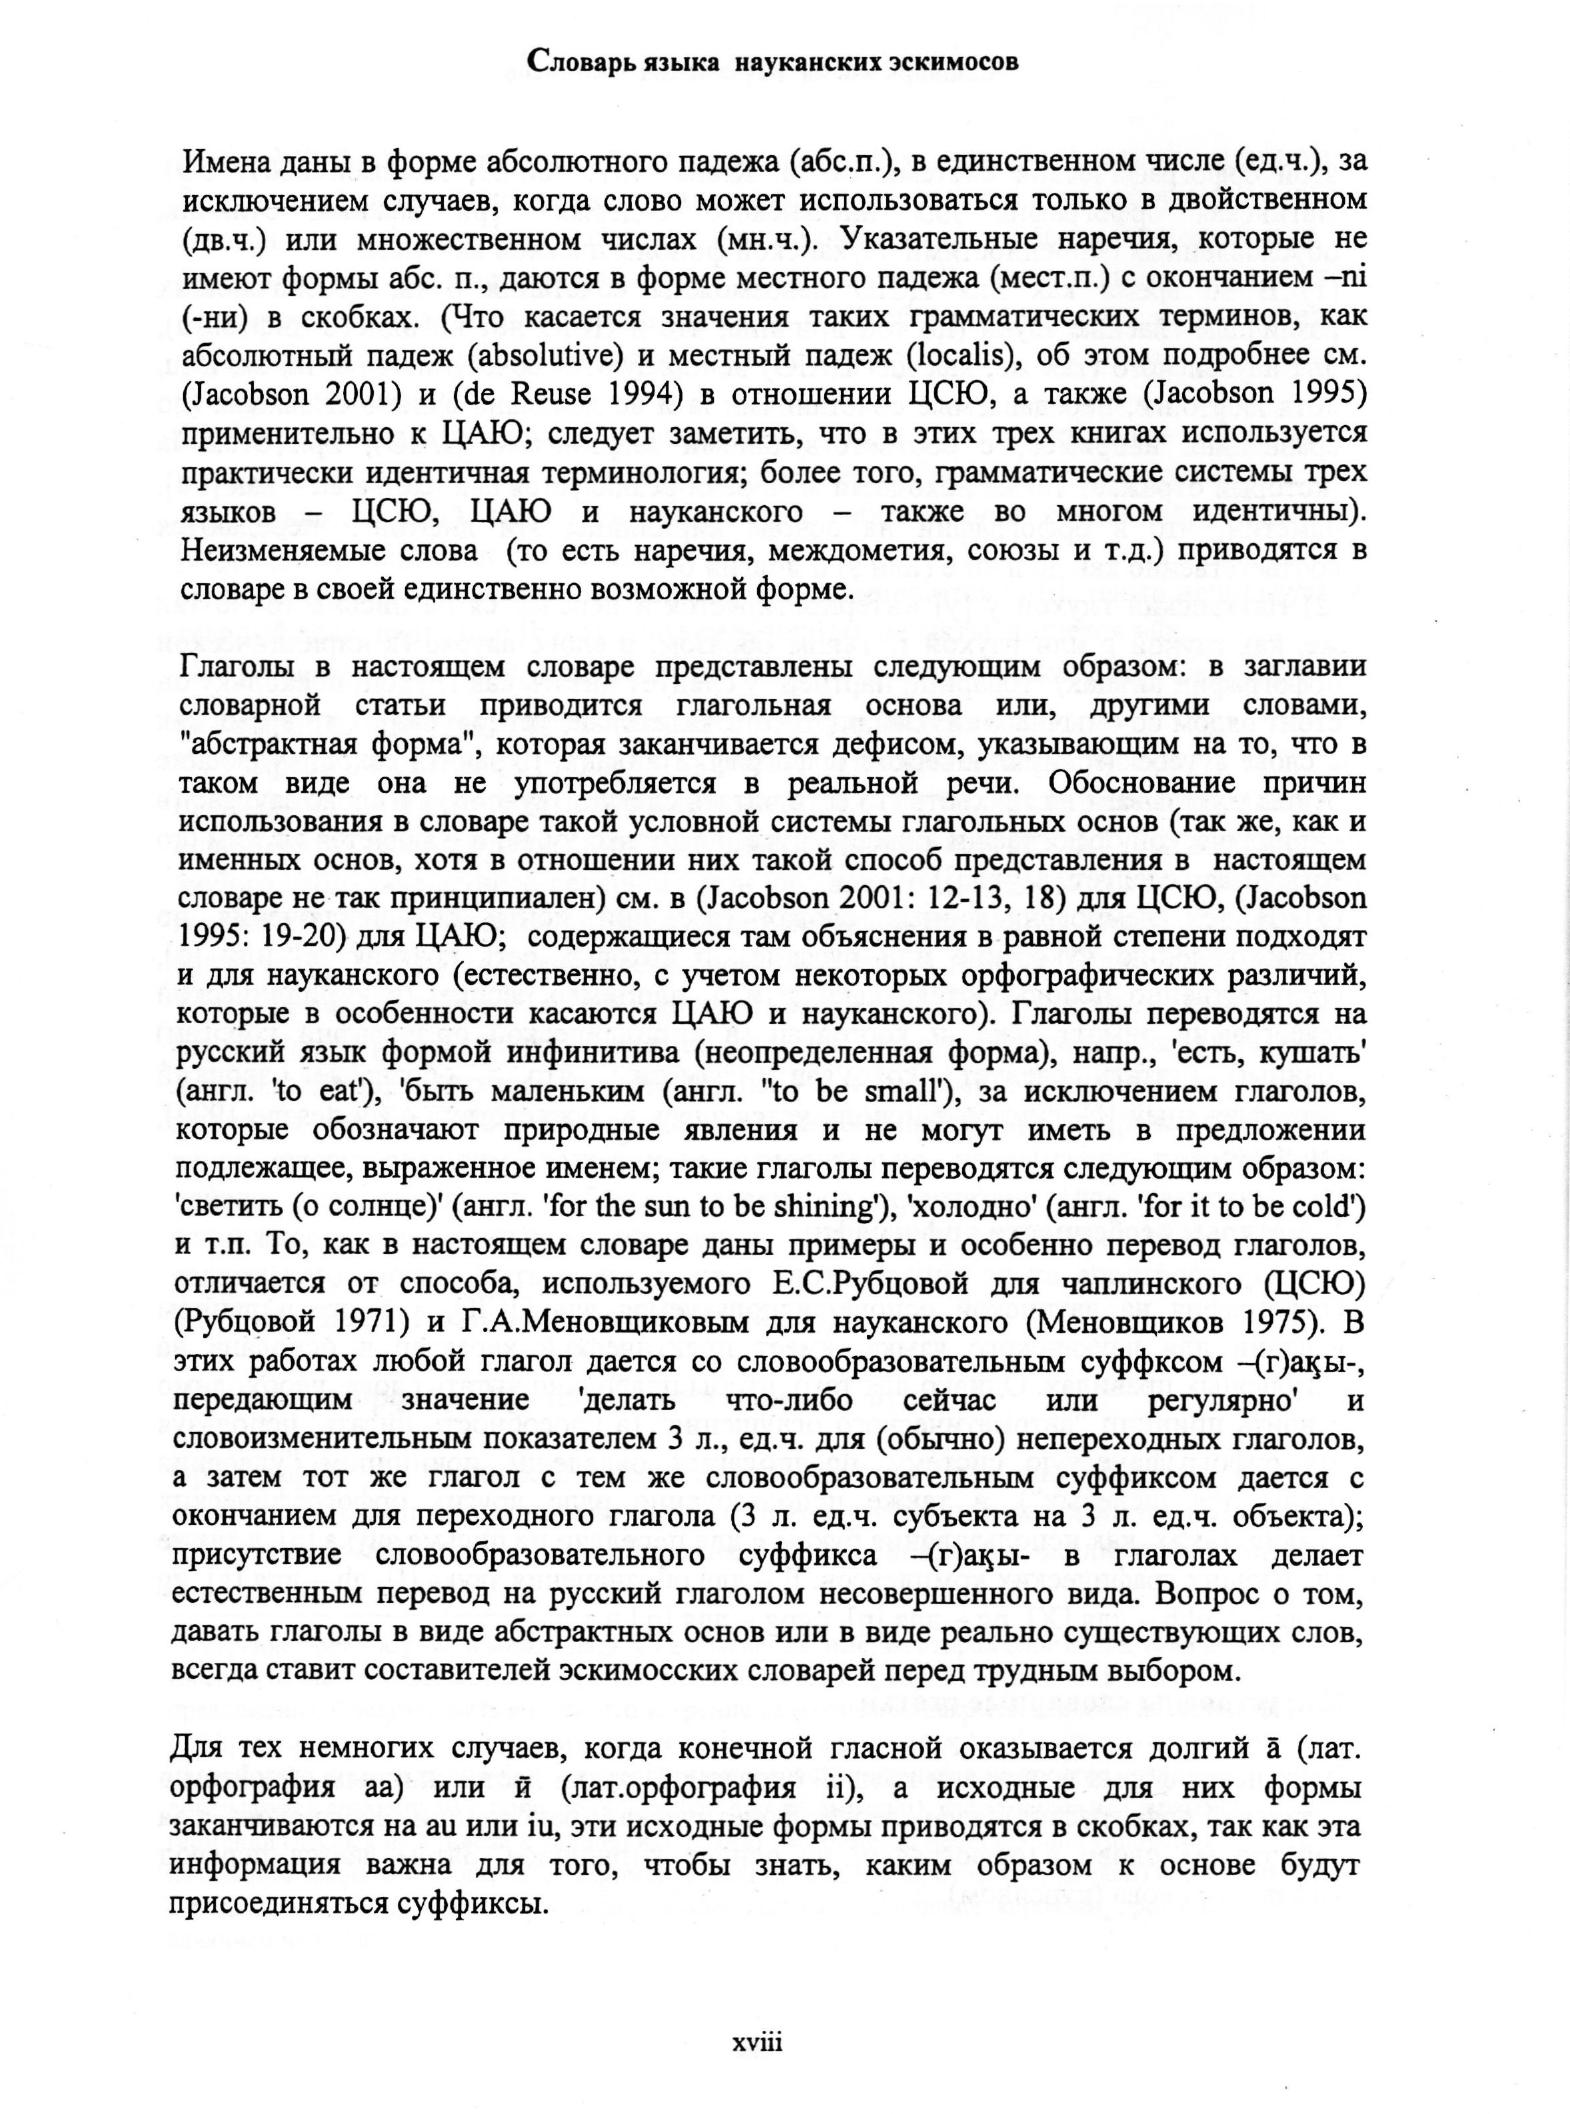 Словарь языка науканских эскимосов
Имена даны в форме абсолютного падежа (абс.п.), в единственном числе (ед.ч.), за
исключением случаев, когда слово может использоваться только в двойственном
(дв.ч.) или множественном числах (мн.ч.). Указательные наречия, которые не
имеют формы абс. п., даются в форме местного падежа (мест.п.) с окончанием –ni
(-ни) в скобках. (Что касается значения таких грамматических терминов, как
абсолютный падеж (absolutive) и местный падеж (localis), об этом подробнее см.
(Jacobson 2001) и (de Reuse 1994) в отношении ЦСЮ, а также (Jacobson 1995)
применительно к ЦАЮ; следует заметить, что в этих трех книгах используется
практически идентичная терминология; более того, грамматические системы трех
языков – ЦСЮ, ЦАЮ и науканского – также во многом идентичны).
Неизменяемые слова (то есть наречия, междометия, союзы и т.д.) приводятся в
словаре в своей единственно возможной форме.
Глаголы в настоящем словаре представлены следующим образом: в заглавии
словарной статьи приводится глагольная основа или, другими словами,
"абстрактная форма", которая заканчивается дефисом, указывающим на то, что в
таком виде она не употребляется в реальной речи. Обоснование причин
использования в словаре такой условной системы глагольных основ (так же, как и
именных основ, хотя в отношении них такой способ представления в настоящем
словаре не так принципиален) см. в (Jacobson 2001: 12-13, 18) для ЦСЮ, (Jacobson
1995: 19-20) для ЦАЮ; содержащиеся там объяснения в равной степени подходят
и для науканского (естественно, с учетом некоторых орфографических различий,
которые в особенности касаются ЦАЮ и науканского). Глаголы переводятся на
русский язык формой инфинитива (неопределенная форма), напр., 'есть, кушать'
(англ. 'to eat'), 'быть маленьким (англ. "to be small'), за исключением глаголов,
которые обозначают природные явления и не могут иметь в предложении
подлежащее, выраженное именем; такие глаголы переводятся следующим образом:
'светить (о солнце)' (англ. 'for the sun to be shining'), 'холодно' (англ. 'for it to be cold')
и т.п. То, как в настоящем словаре даны примеры и особенно перевод глаголов,
отличается от способа, используемого Е.С.Рубцовой для чаплинского (ЦСЮ)
(Рубцовой 1971) и Г.А.Меновщиковым для науканского (Меновщиков 1975). В
этих работах любой глагол дается со словообразовательным суффксом –(г)ақы-,
передающим значение 'делать что-либо сейчас или регулярно' и
словоизменительным показателем 3 л., ед.ч. для (обычно) непереходных глаголов,
а затем тот же глагол с тем же словообразовательным суффиксом дается с
окончанием для переходного глагола (3 л. ед.ч. субъекта на 3 л. ед.ч. объекта);
присутствие словообразовательного суффикса –(г)ақы- в глаголах делает
естественным перевод на русский глаголом несовершенного вида. Вопрос о том,
давать глаголы в виде абстрактных основ или в виде реально существующих слов,
всегда ставит составителей эскимосских словарей перед трудным выбором.
Для тех немногих случаев, когда конечной гласной оказывается долгий ā (лат.
орфография aa) или ӣ (лат.орфография ii), а исходные для них формы
заканчиваются на au или iu, эти исходные формы приводятся в скобках, так как эта
информация важна для того, чтобы знать, каким образом к основе будут
присоединяться суффиксы.
xviii